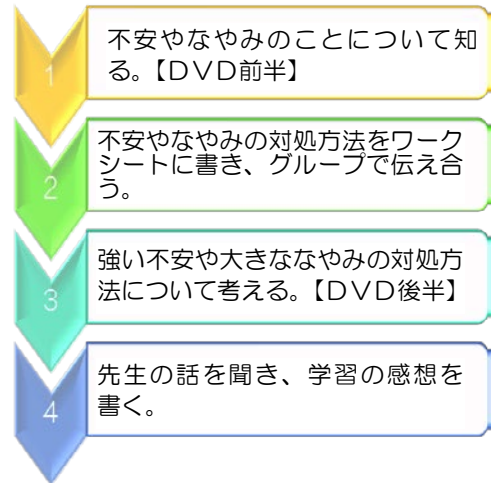 1
不安やなやみのことについて知
る。【DVD前半】
2
不安やなやみの対処方法をワーク
シートに書き、グループで伝え合
う。
3
強い不安や大きななやみの対処方
法について考える。【DVD後半】
4
先生の話を聞き、学習の感想を
書く。